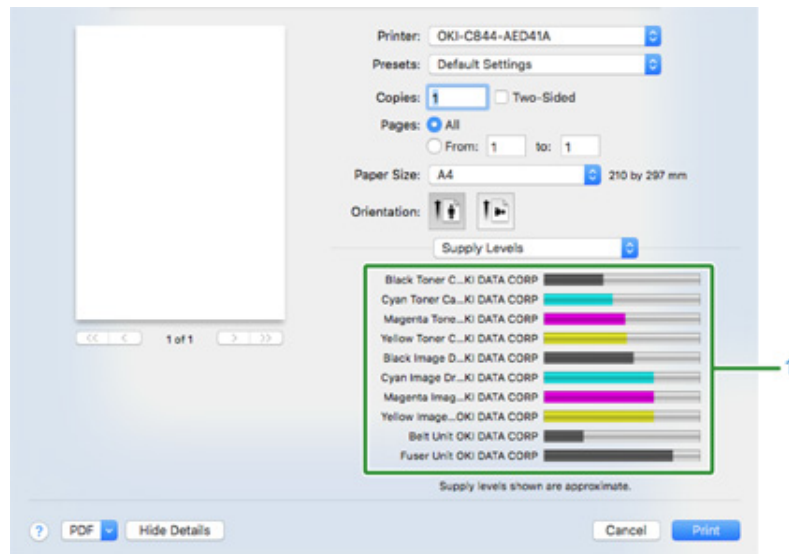 Printer: OKI-C844-AED41A
Presets: Default Settings
Copies: 1 Two-Sided
Pages: All
From: 1 to: 1
Paper Size: A4 210 by 297 mm
Orientation:
Supply Levels
Black Toner C...KI DATA CORP
Cyan Toner Ca...KI DATA CORP
Magenta Tone...KI DATA CORP
Yellow Toner C...KI DATA CORP
Black Image D...KI DATA CORP
Cyan Image Dr...KI DATA CORP
Magenta Imag...KI DATA CORP
Yellow Image...OKI DATA CORP
Belt Unit OKI DATA CORP
Fuser Unit OKI DATA CORP
1
Supply levels shown are approximate.
<< < 1 of 1 > >>
? PDF Hide Details Cancel Print